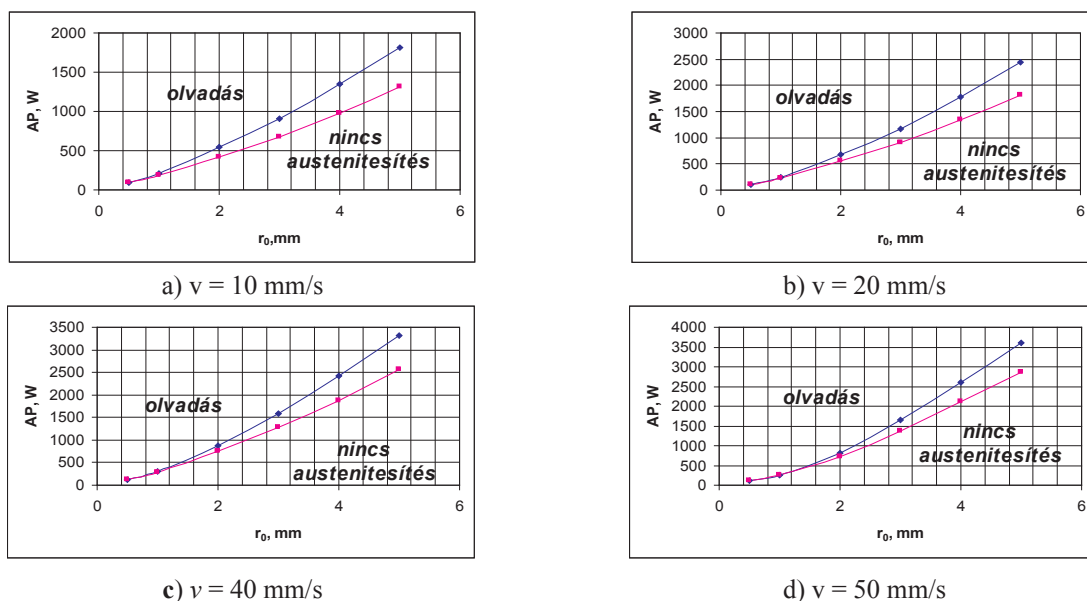 2000
1500
1000
500
0
AP, W
olvadás
nincs
austenitesítés
0 2 4 6
r₀,mm
a) v = 10 mm/s
3000
2500
2000
1500
1000
500
0
AP, W
olvadás
nincs
austenitesítés
0 2 4 6
r₀, mm
b) v = 20 mm/s
3500
3000
2500
2000
1500
1000
500
0
AP, W
olvadás
nincs
austenitesítés
0 2 4 6
r₀, mm
c) v = 40 mm/s
4000
3500
3000
2500
2000
1500
1000
500
0
AP, W
olvadás
nincs
austenitesítés
0 1 2 3 4 5 6
r₀, mm
d) v = 50 mm/s